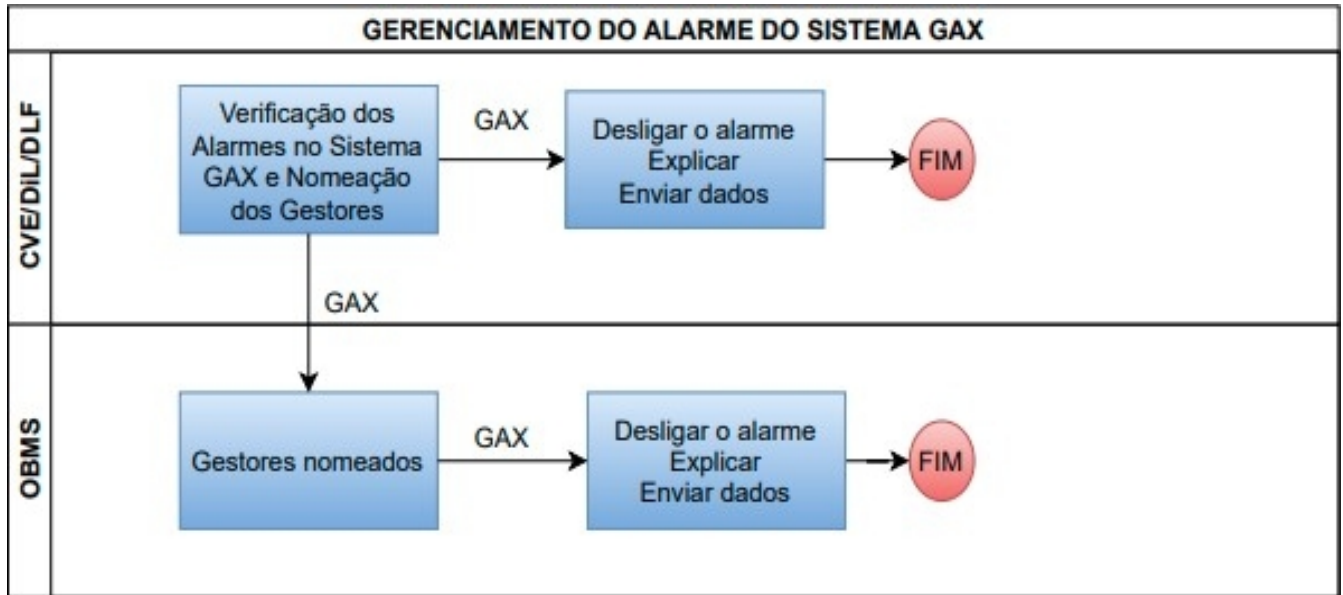 GERENCIAMENTO DO ALARME DO SISTEMA GAX
CVE/DiL/DLF
Verificação dos
Alarmes no Sistema
GAX e Nomeação
dos Gestores
GAX
Desligar o alarme
Explicar
Enviar dados
FIM
GAX
OBMS
Gestores nomeados
GAX
Desligar o alarme
Explicar
Enviar dados
FIM